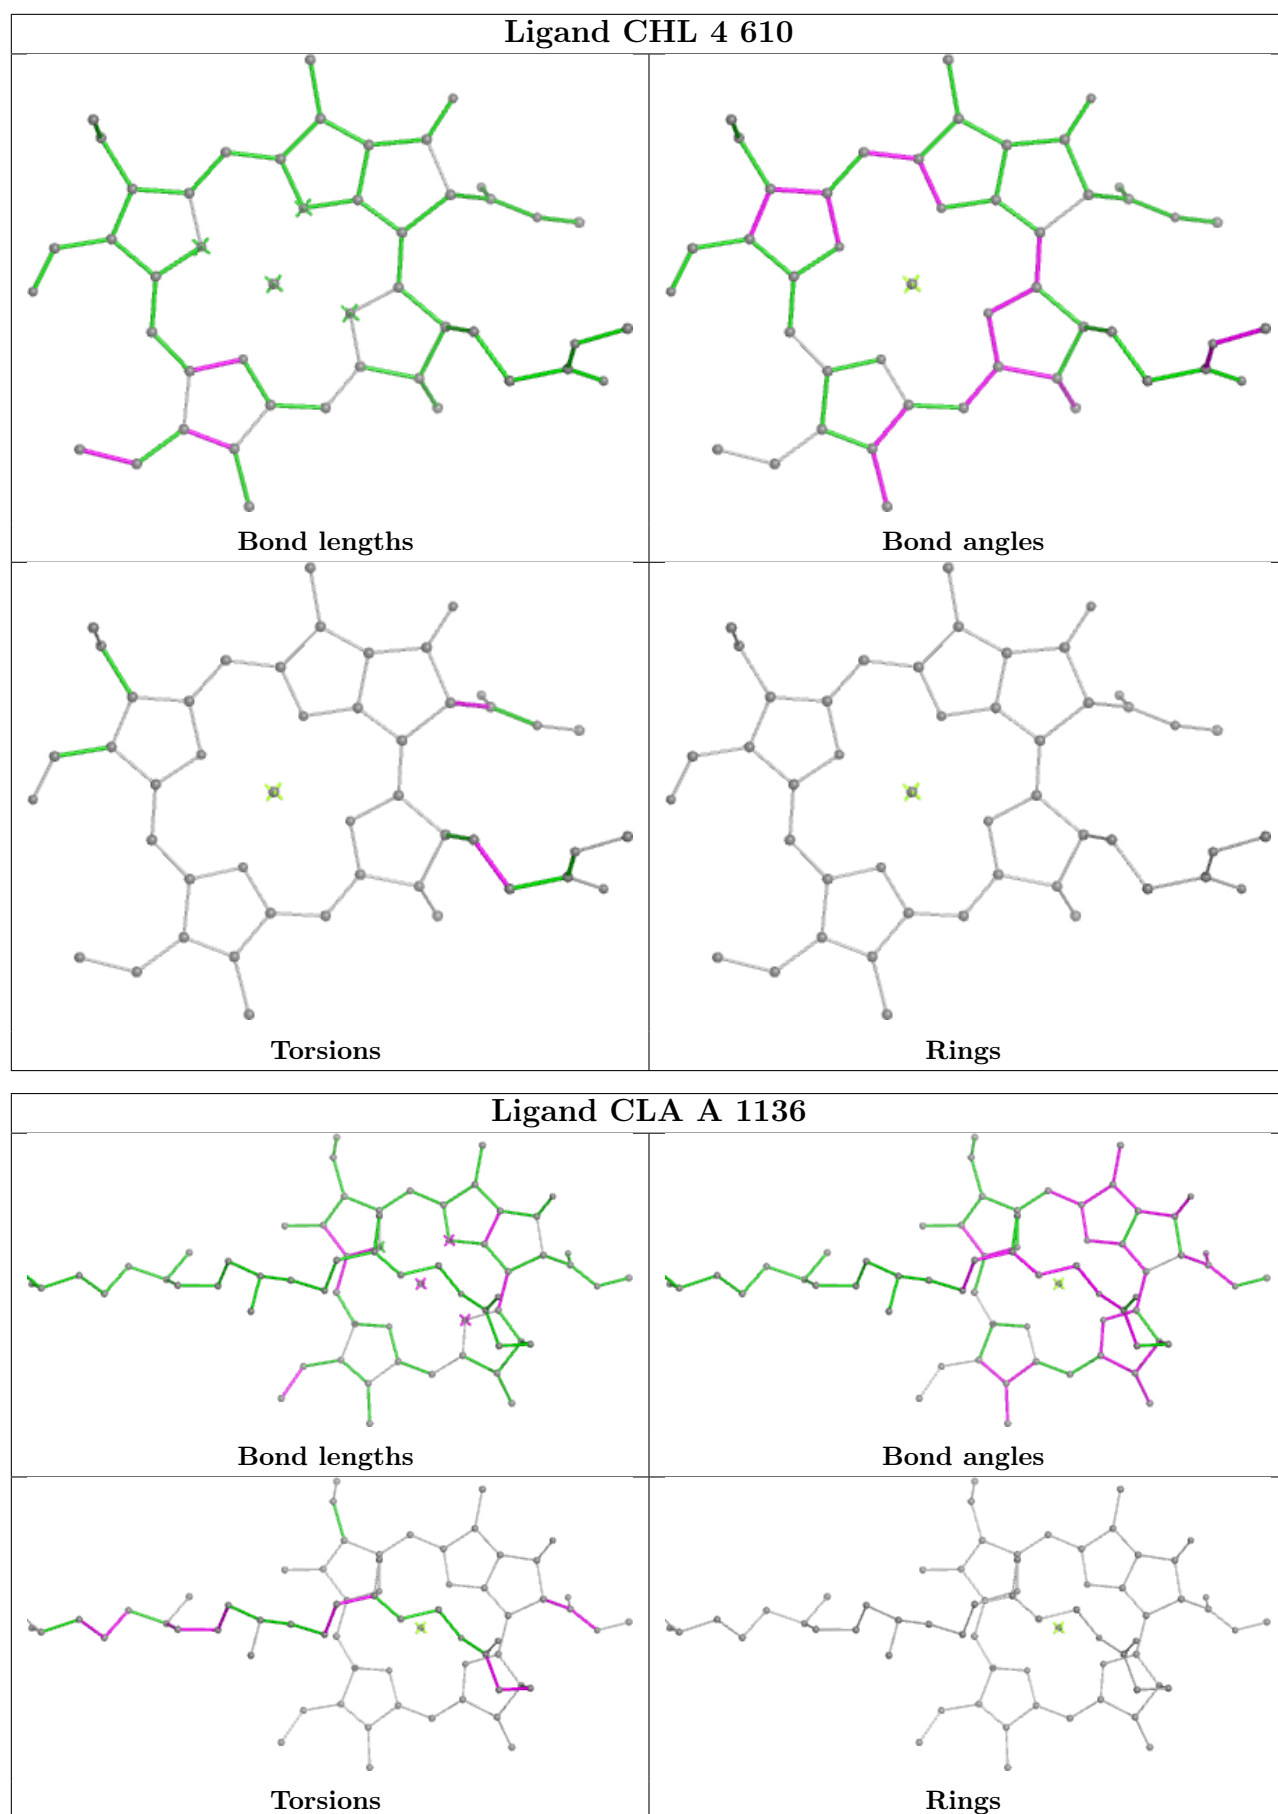 Ligand CHL 4 610
Bond lengths
Bond angles
Torsions
Rings
Ligand CLA A 1136
Bond lengths
Bond angles
Torsions
Rings